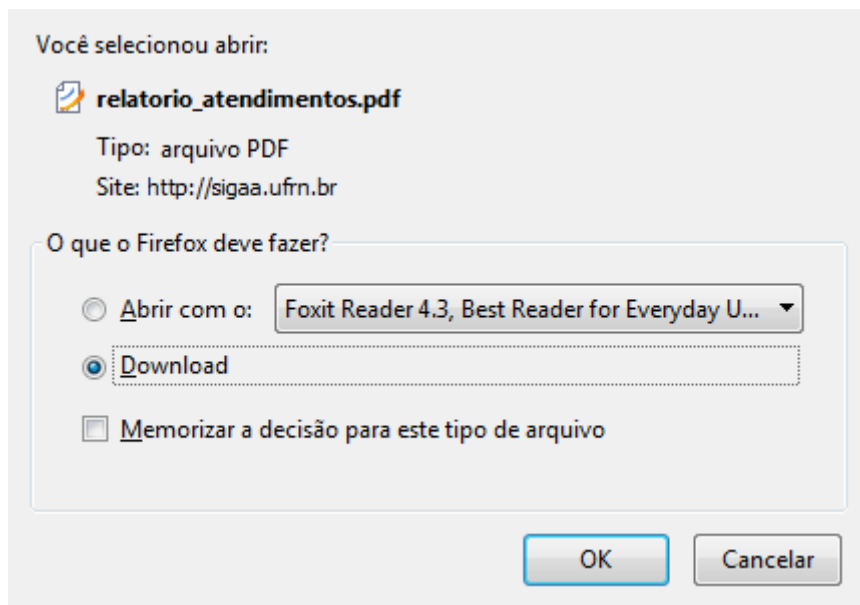 Você selecionou abrir:
relatorio_atendimentos.pdf
Tipo: arquivo PDF
Site: http://sigaa.ufrn.br
O que o Firefox deve fazer?
Abrir com o: Foxit Reader 4.3, Best Reader for Everyday U...
Download
Memorizar a decisão para este tipo de arquivo
OK Cancelar